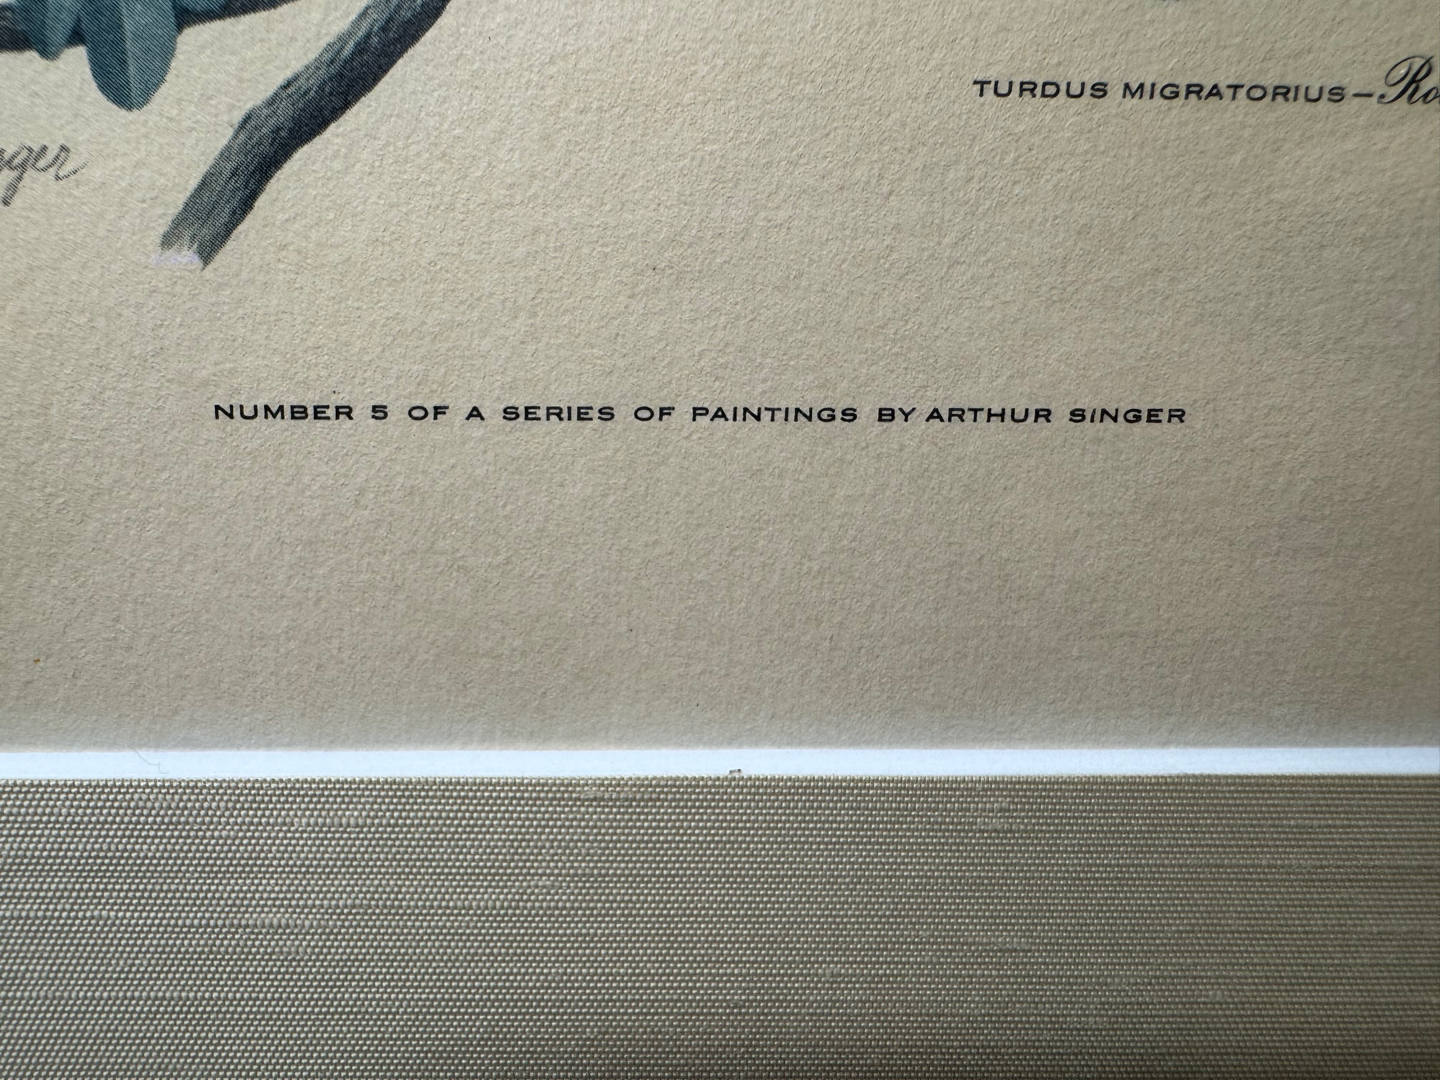 TURDUS MIGRATORIUS—
NUMBER 5 OF A SERIES OF PAINTINGS BY ARTHUR SINGER